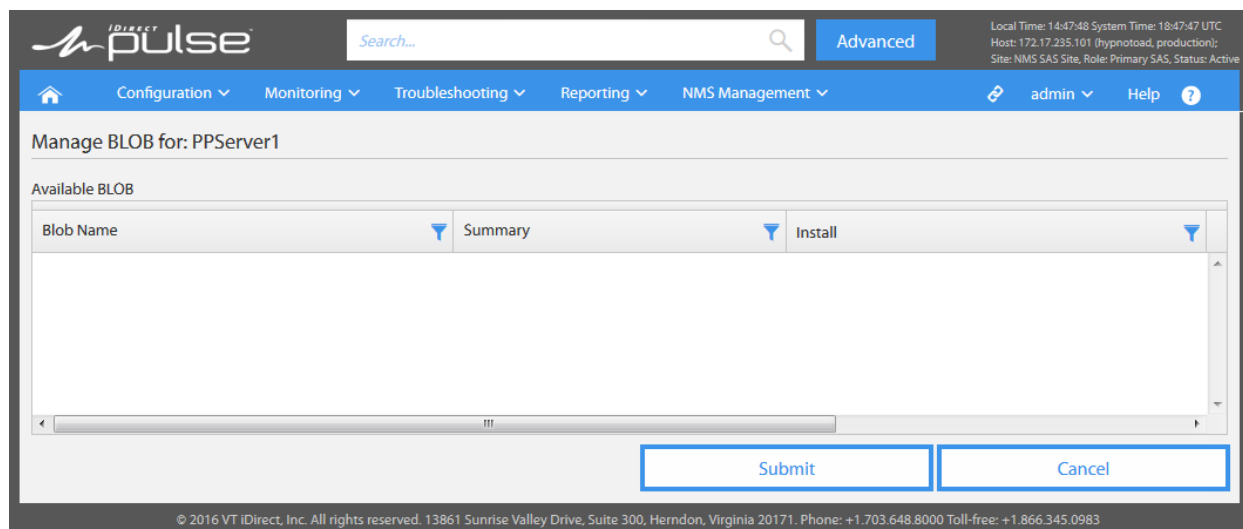 iDIRECT
pulse
Search...
Advanced
Local Time: 14:47:48 System Time: 18:47:47 UTC
Host: 172.17.235.101 (hypnotoad, production);
Site: NMS SAS Site, Role: Primary SAS, Status: Active
Configuration Monitoring Troubleshooting Reporting NMS Management admin Help ?
Manage BLOB for: PPServer1
Available BLOB
Blob Name Summary Install
Submit Cancel
© 2016 VT iDirect, Inc. All rights reserved. 13861 Sunrise Valley Drive, Suite 300, Herndon, Virginia 20171. Phone: +1.703.648.8000 Toll-free: +1.866.345.0983